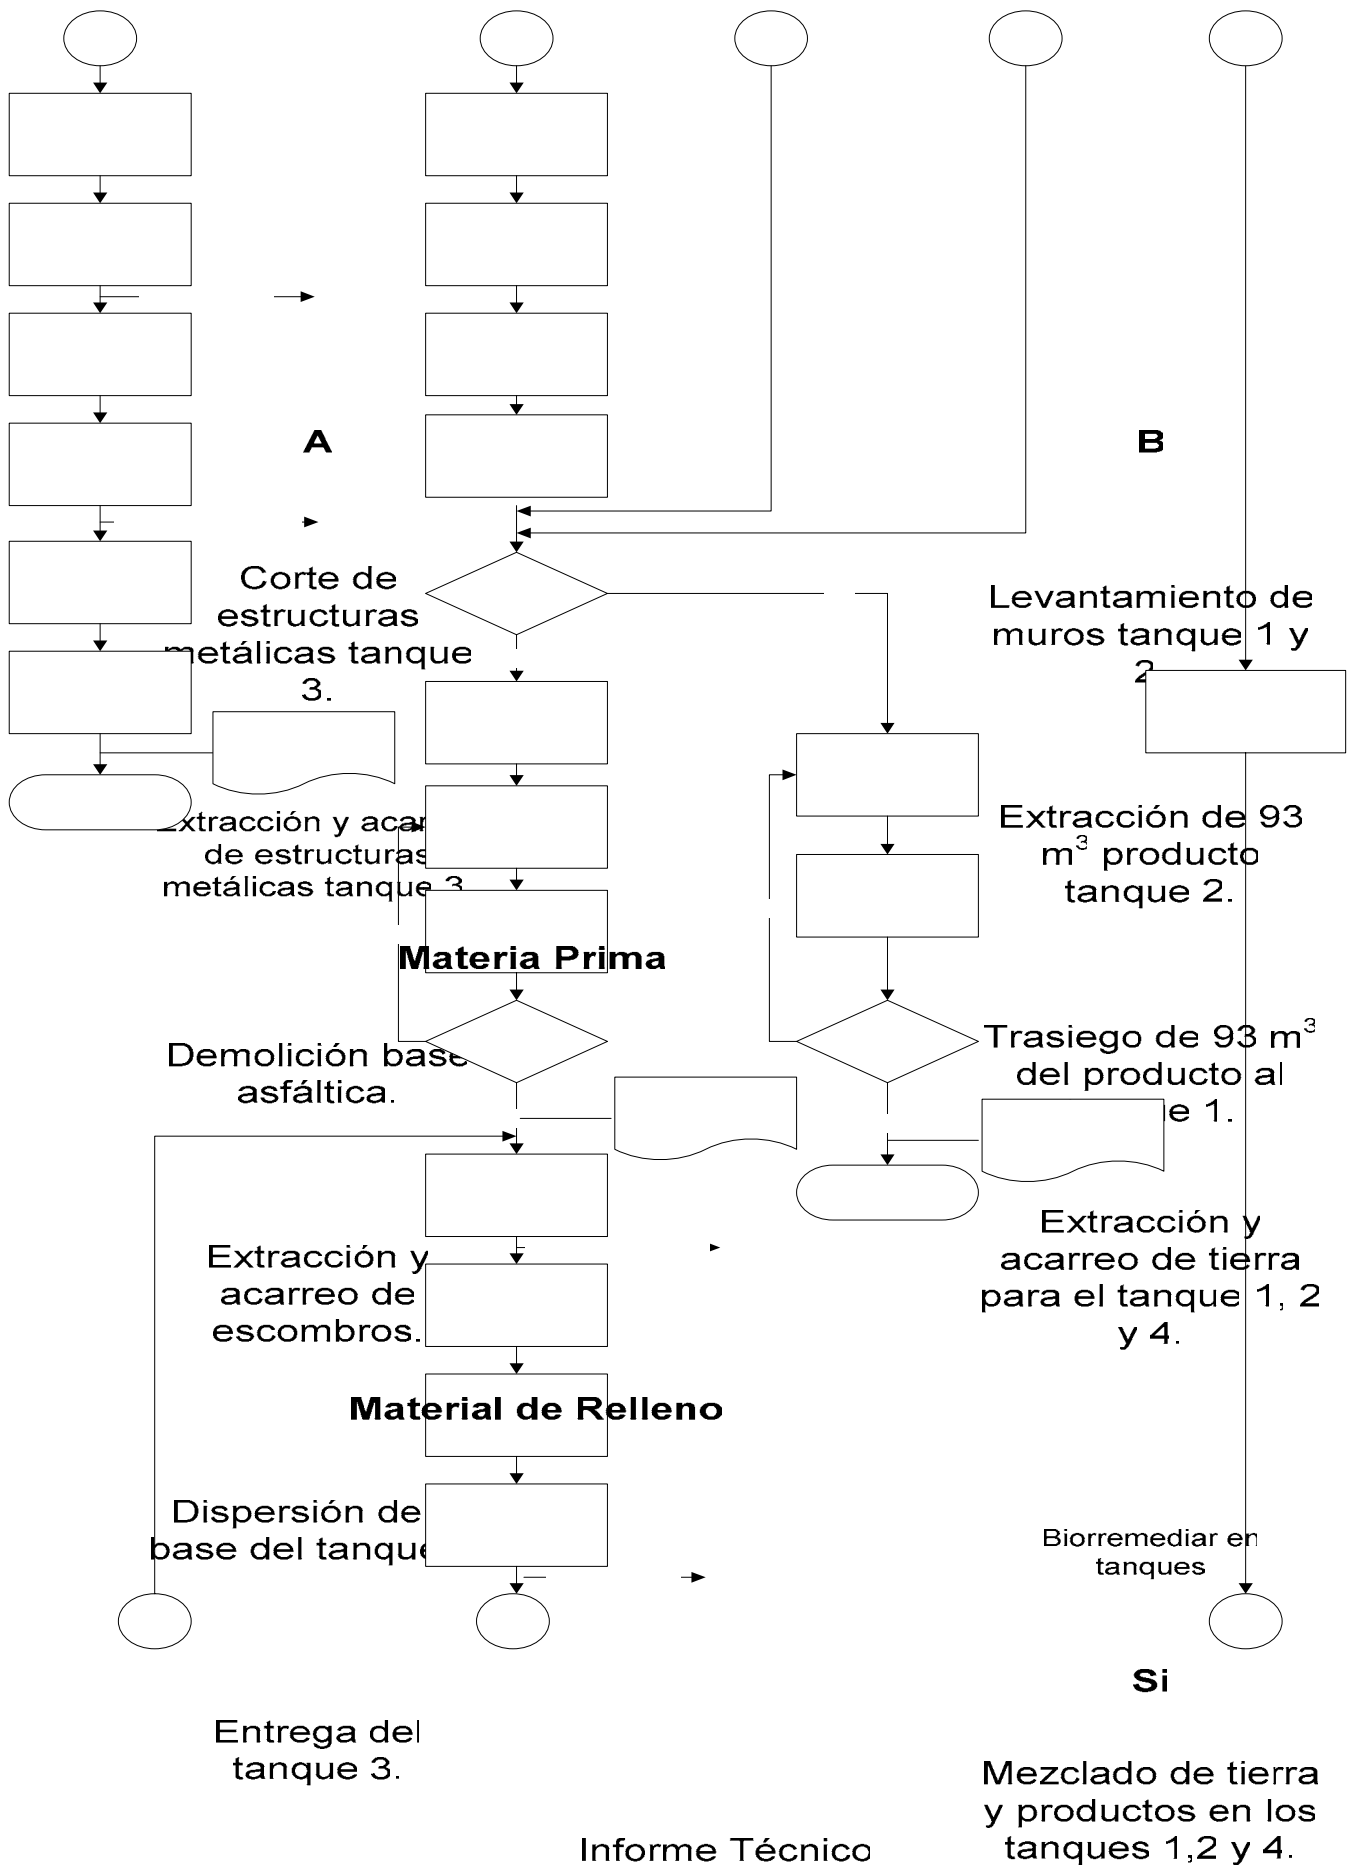 A
B
Corte de
estructuras
metálicas tanque
3.
Levantamiento de
muros tanque 1 y
2
Extracción y acar
de estructuras
metálicas tanque 3
Extracción de 93
m³ producto
tanque 2.
Materia Prima
Demolición base
asfáltica.
Trasiego de 93 m³
del producto al
e 1.
Extracción y
acarreo de
escombros.
Extracción y
acarreo de tierra
para el tanque 1, 2
y 4.
Material de Relleno
Dispersión de
base del tanque
Biorremediar en
tanques
Si
Entrega del
tanque 3.
Mezclado de tierra
y productos en los
tanques 1,2 y 4.
Informe Técnico